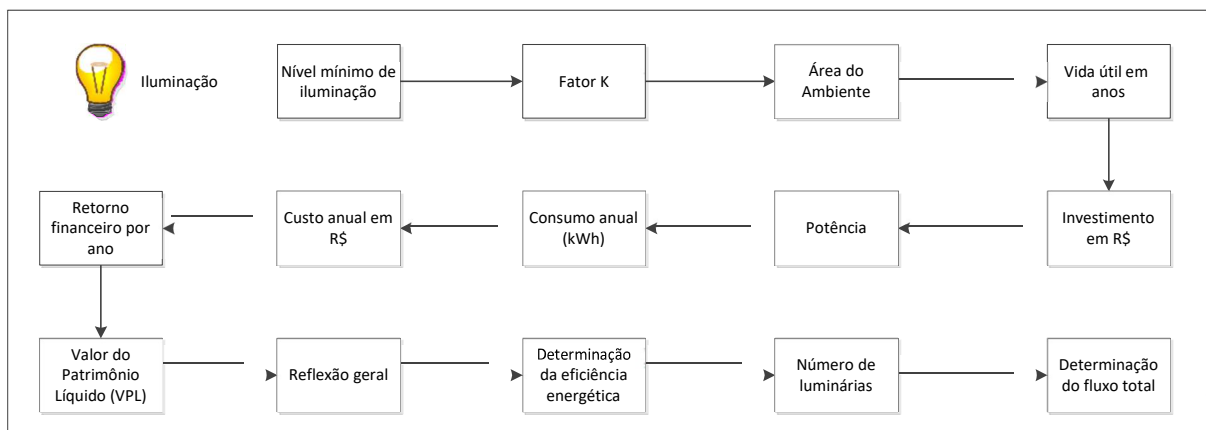 Iluminação
Nível mínimo de
iluminação
Fator K
Área do
Ambiente
Vida útil em
anos
Investimento
em R$
Potência
Consumo anual
(kWh)
Custo anual em
R$
Retorno
financeiro por
ano
Valor do
Patrimônio
Líquido (VPL)
Reflexão geral
Determinação
da eficiência
energética
Número de
luminárias
Determinação
do fluxo total